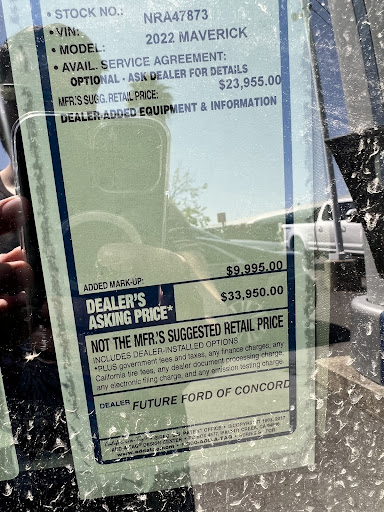 • STOCK NO.: NRA47873
• VIN:
• MODEL: 2022 MAVERICK
• AVAIL. SERVICE AGREEMENT:
OPTIONAL - ASK DEALER FOR DETAILS
MFR.'S SUGG. RETAIL PRICE: $23,955.00
DEALER ADDED EQUIPMENT & INFORMATION
ADDED MARK-UP: $9,995.00
DEALER'S
ASKING PRICE* $33,950.00
NOT THE MFR.'S SUGGESTED RETAIL PRICE
INCLUDES DEALER-INSTALLED OPTIONS
*PLUS government fees and taxes, any finance charges, any
California tire fees, any dealer document processing charge,
any electronic filing charge, and any emission testing charge.
DEALER FUTURE FORD OF CONCORD